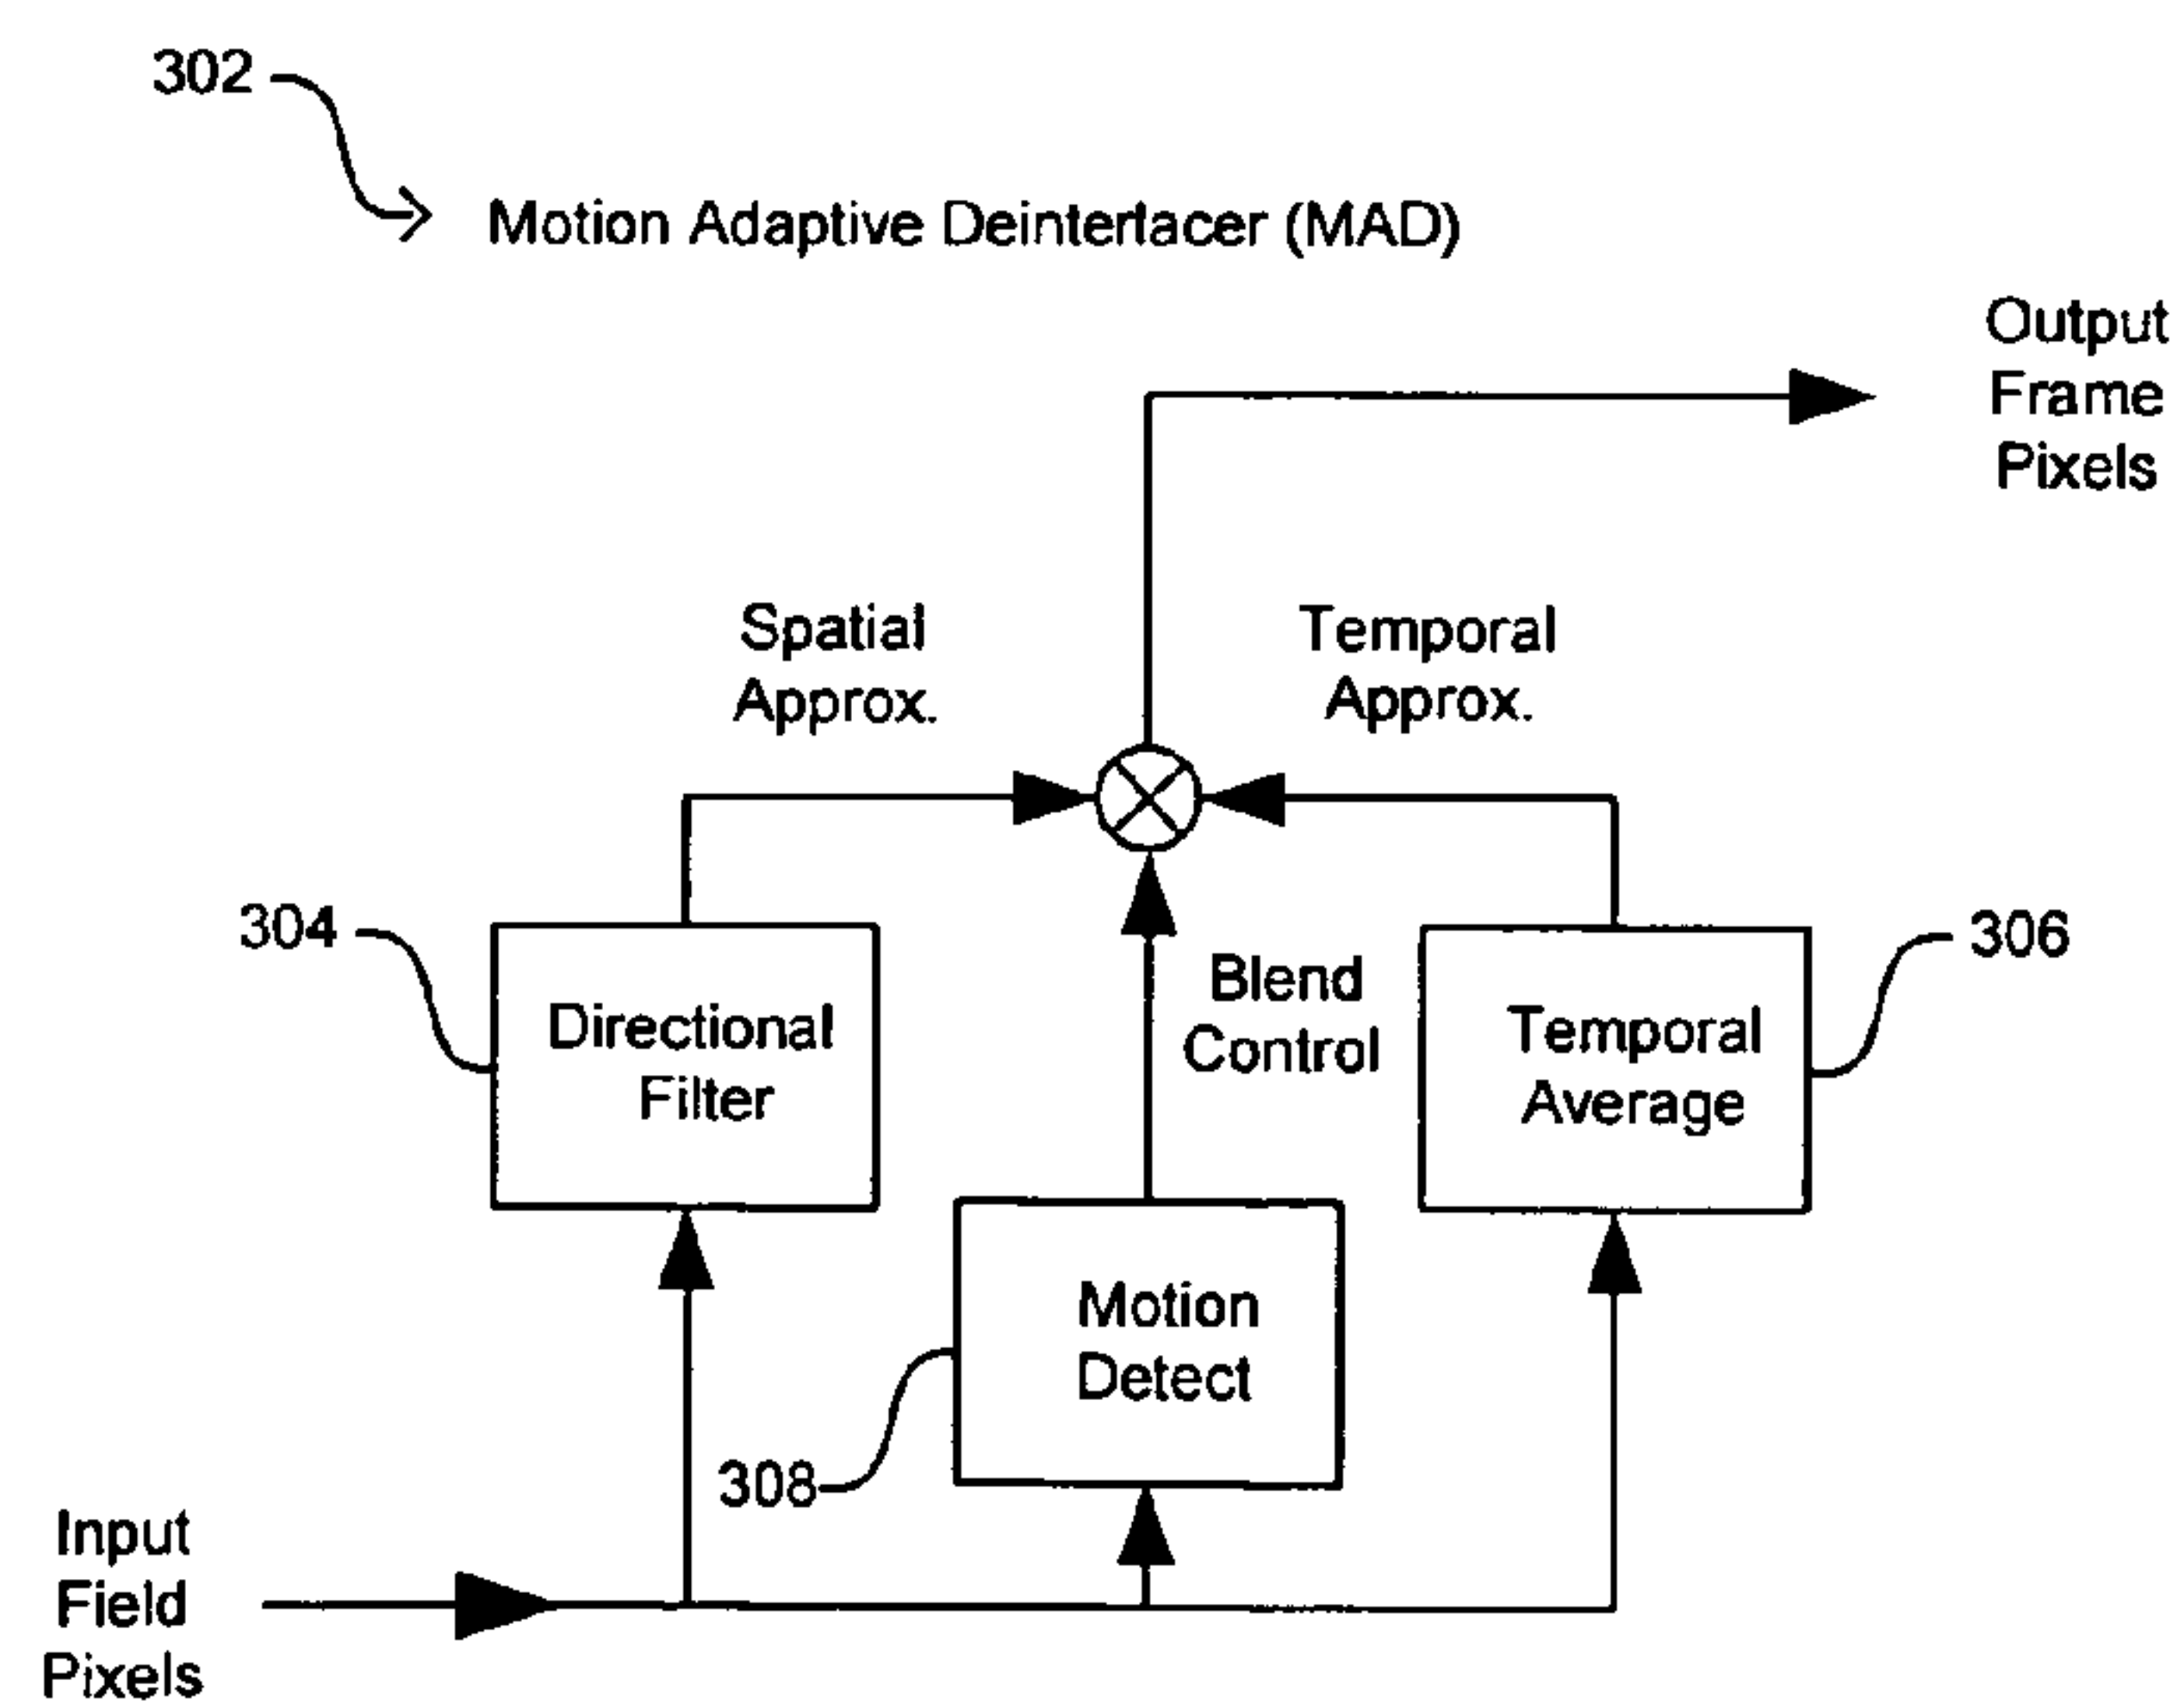 302
Motion Adaptive Deinterlacer (MAD)
Output
Frame
Pixels
Spatial
Approx.
Temporal
Approx.
304
Directional
Filter
Blend
Control
306
Temporal
Average
Motion
Detect
308
Input
Field
Pixels